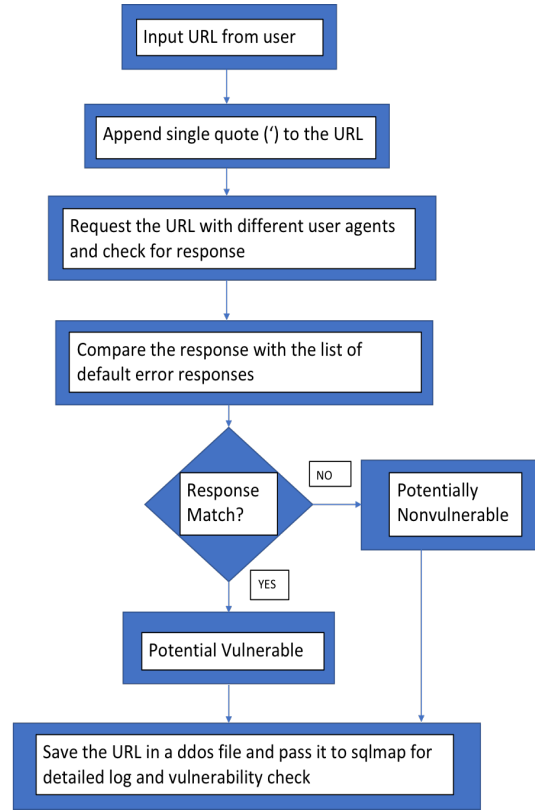 Input URL from user
Append single quote (‘) to the URL
Request the URL with different user agents
and check for response
Compare the response with the list of
default error responses
Response
Match?
NO
Potentially
Nonvulnerable
YES
Potential Vulnerable
Save the URL in a ddos file and pass it to sqlmap for
detailed log and vulnerability check